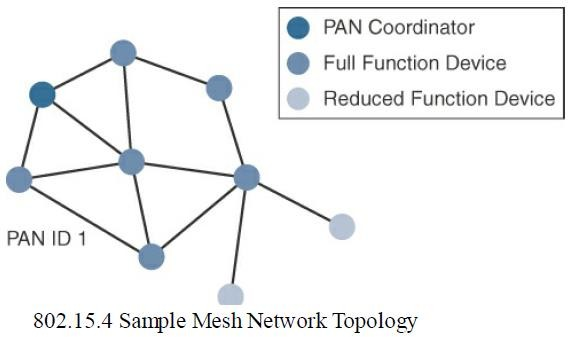 PAN Coordinator
Full Function Device
Reduced Function Device
PAN ID 1
802.15.4 Sample Mesh Network Topology